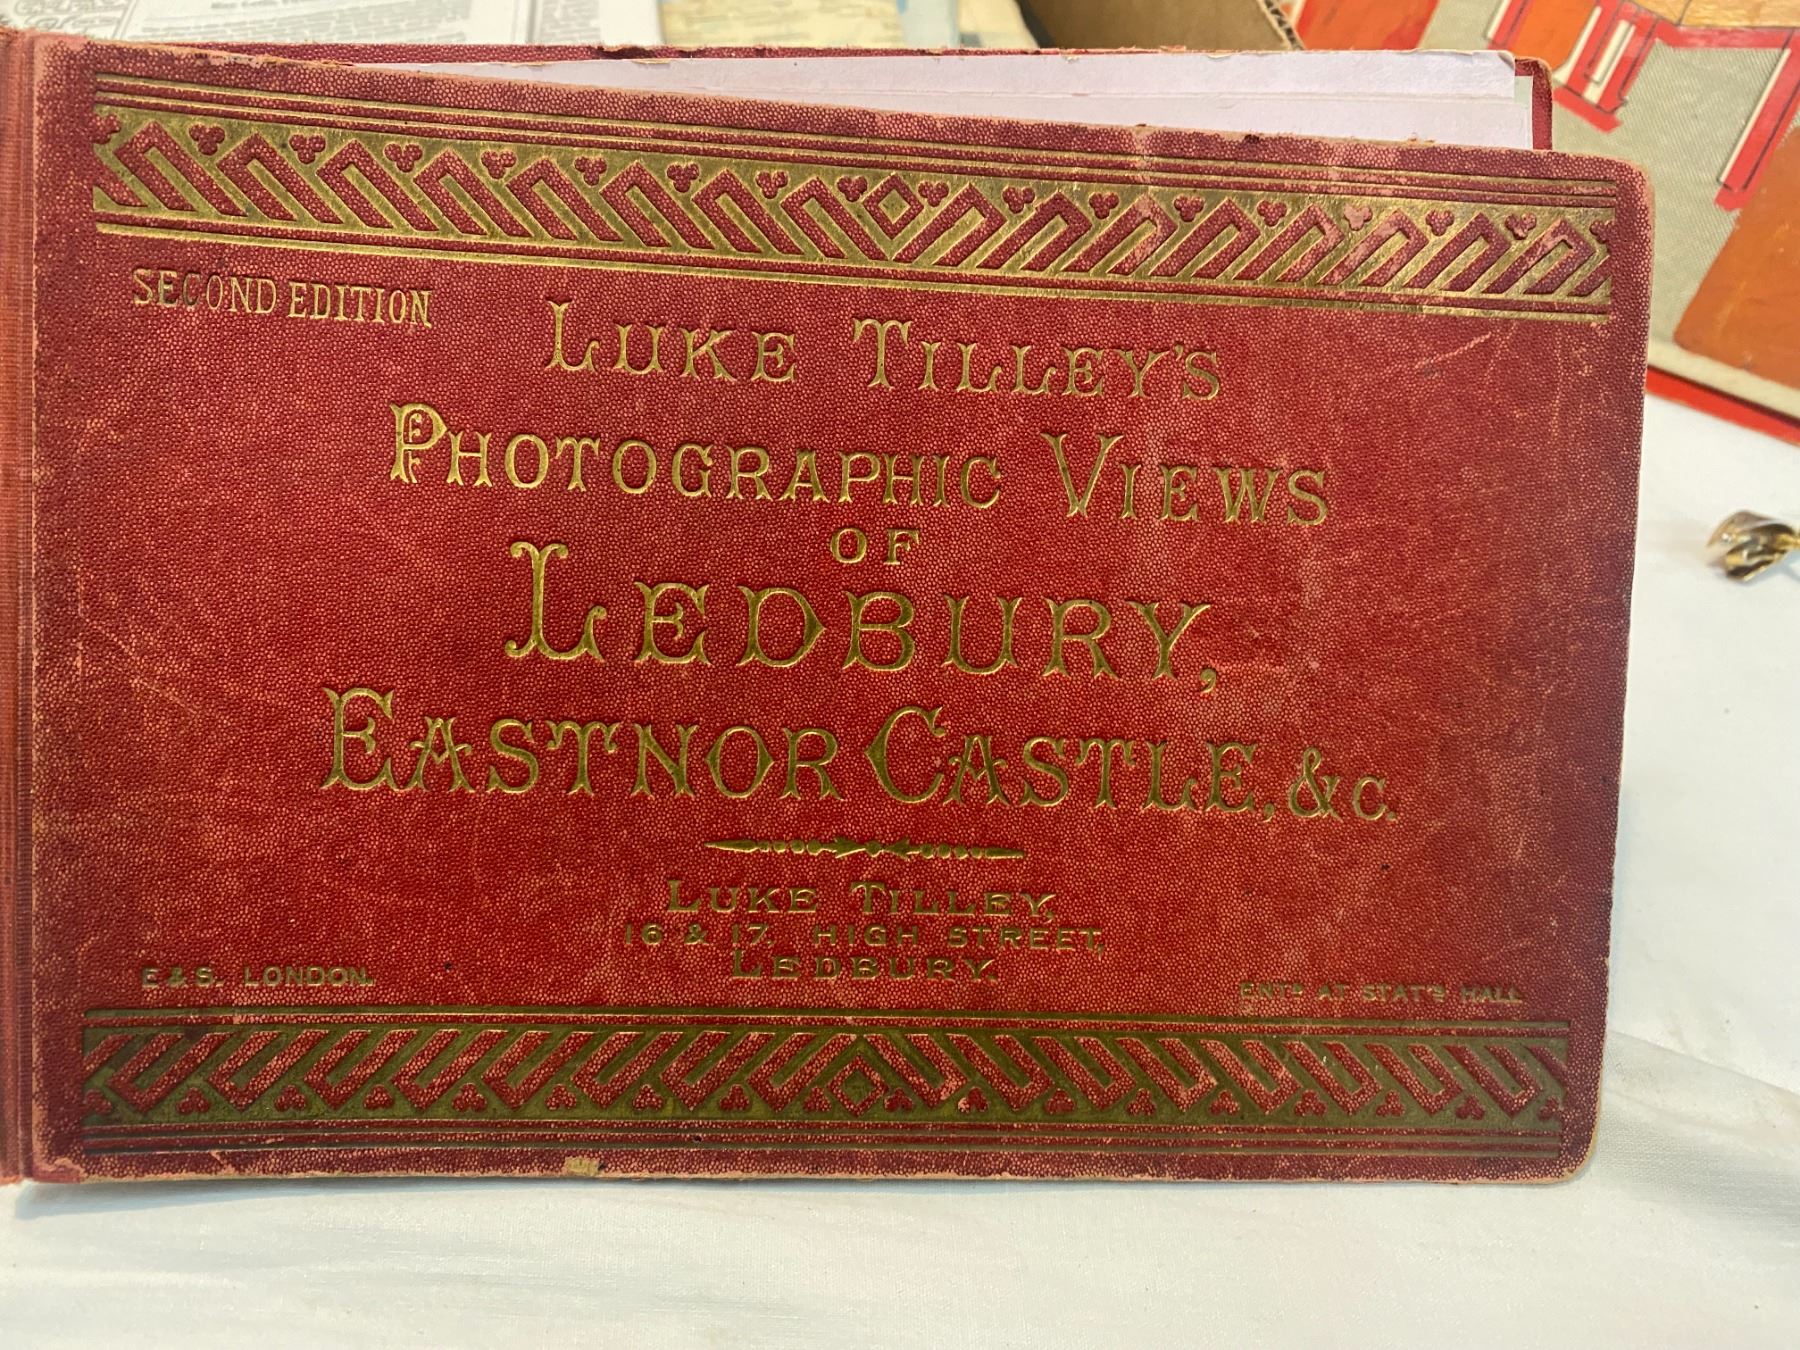 SECOND EDITION
LUKE TILLEY'S
PHOTOGRAPHIC VIEWS
OF
LEDBURY,
EASTNOR CASTLE, &C.
LUKE TILLEY,
16 & 17, HIGH STREET,
LEDBURY.
E & S. LONDON.
ENTD AT STATS HALL